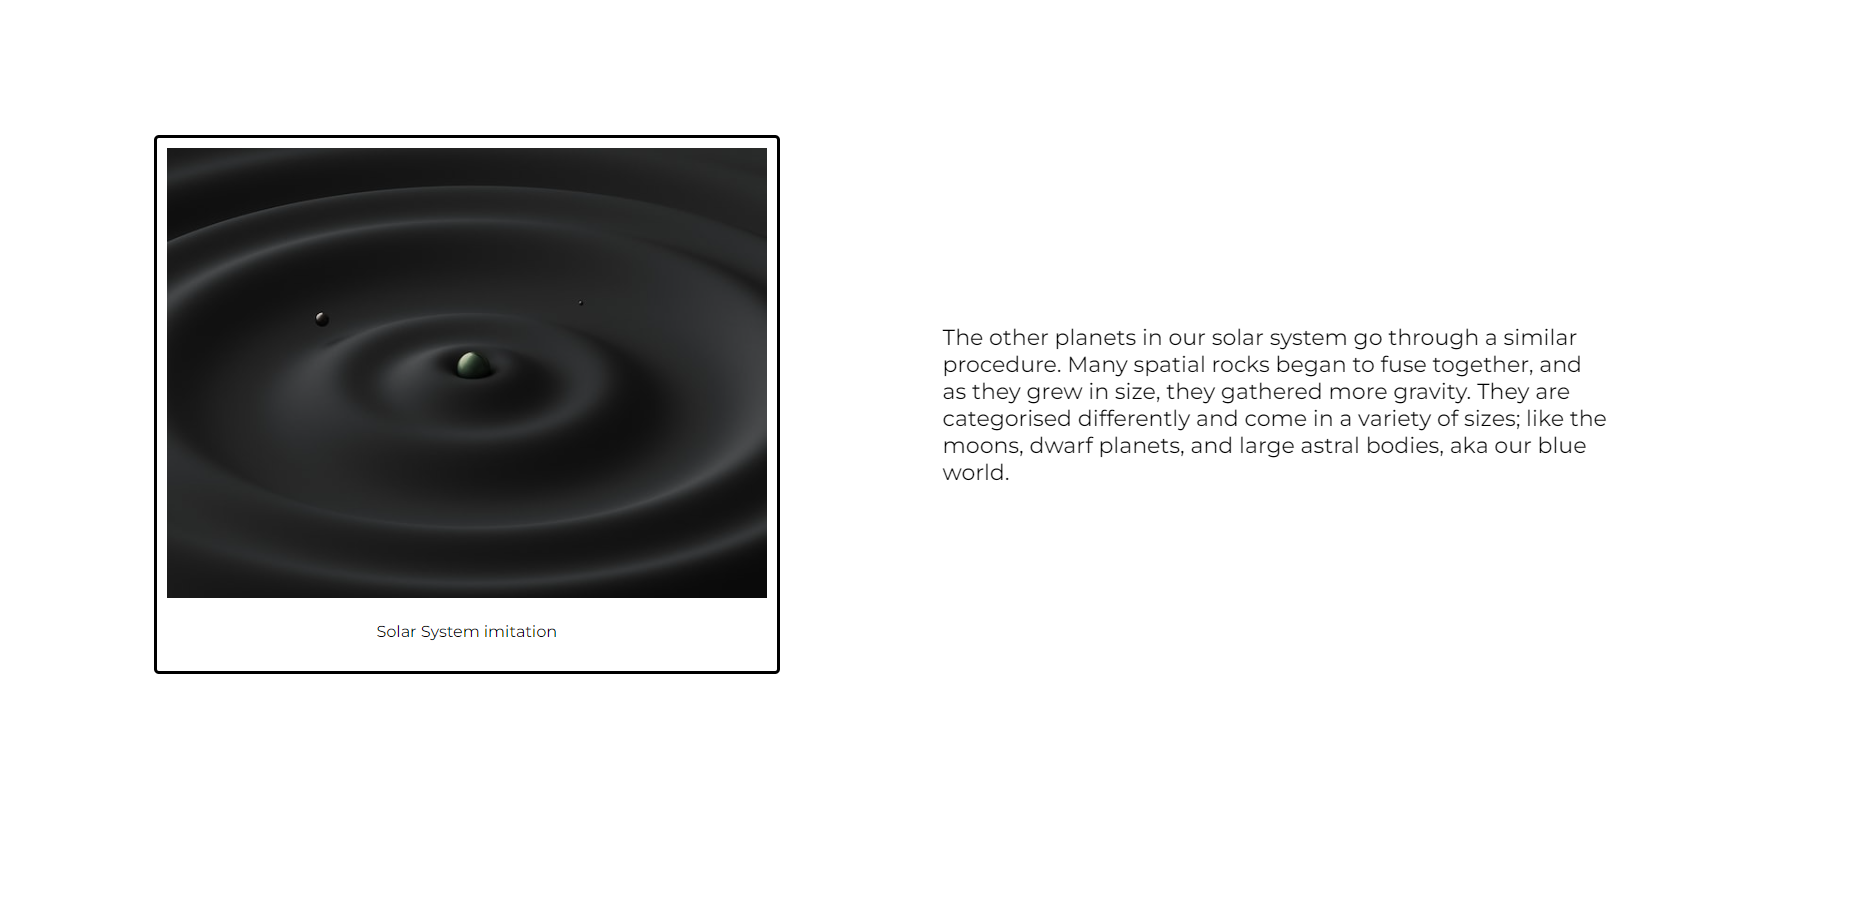 Solar System imitation
The other planets in our solar system go through a similar
procedure. Many spatial rocks began to fuse together, and
as they grew in size, they gathered more gravity. They are
categorised differently and come in a variety of sizes; like the
moons, dwarf planets, and large astral bodies, aka our blue
world.